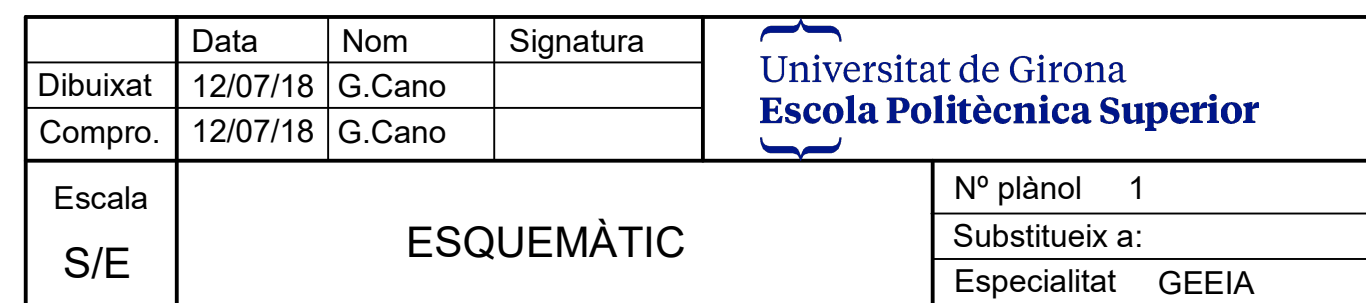 Data Nom Signatura
Dibuixat 12/07/18 G.Cano
Compro. 12/07/18 G.Cano
Universitat de Girona
Escola Politècnica Superior
Escala
S/E
ESQUEMÀTIC
Nº plànol 1
Substitueix a:
Especialitat GEEIA